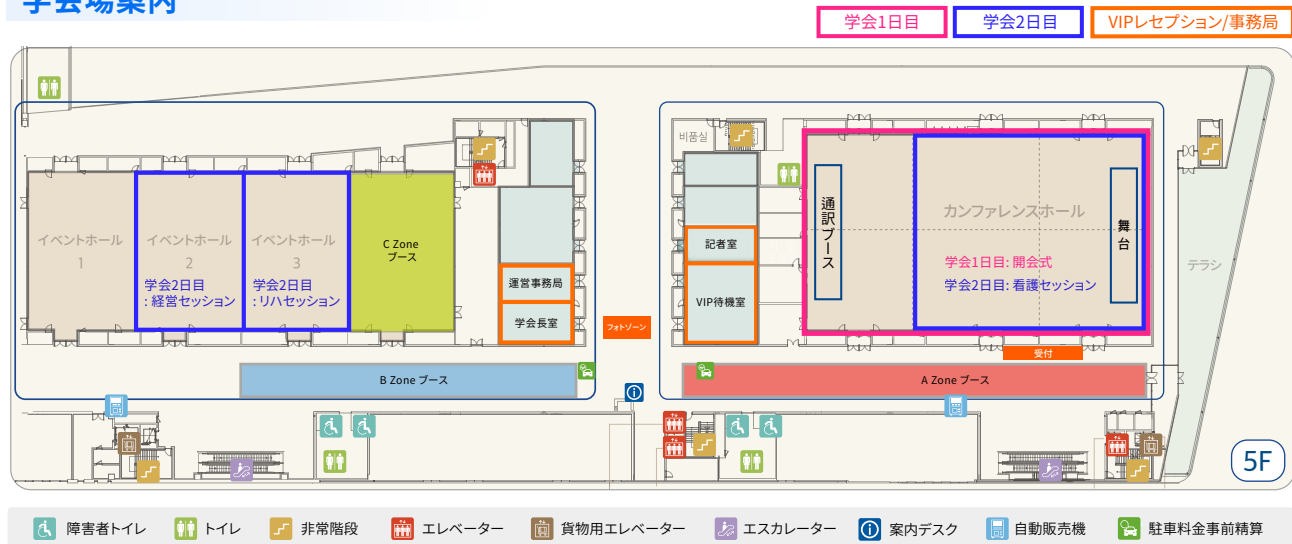 学会場案内
学会1日目
学会2日目
VIPレセプション/事務局
備品室
イベントホール
1
イベントホール
2
学会2日目
: 経営セッション
イベントホール
3
学会2日目
: リハセッション
C Zone
ブース
運営事務局
学会長室
フォトゾーン
記者室
VIP待機室
通訳ブース
カンファレンスホール
学会1日目: 開会式
学会2日目: 看護セッション
舞台
テラシ
受付
B Zone ブース
A Zone ブース
5F
障害者トイレ
トイレ
非常階段
エレベーター
貨物用エレベーター
エスカレーター
案内デスク
自動販売機
駐車料金事前精算